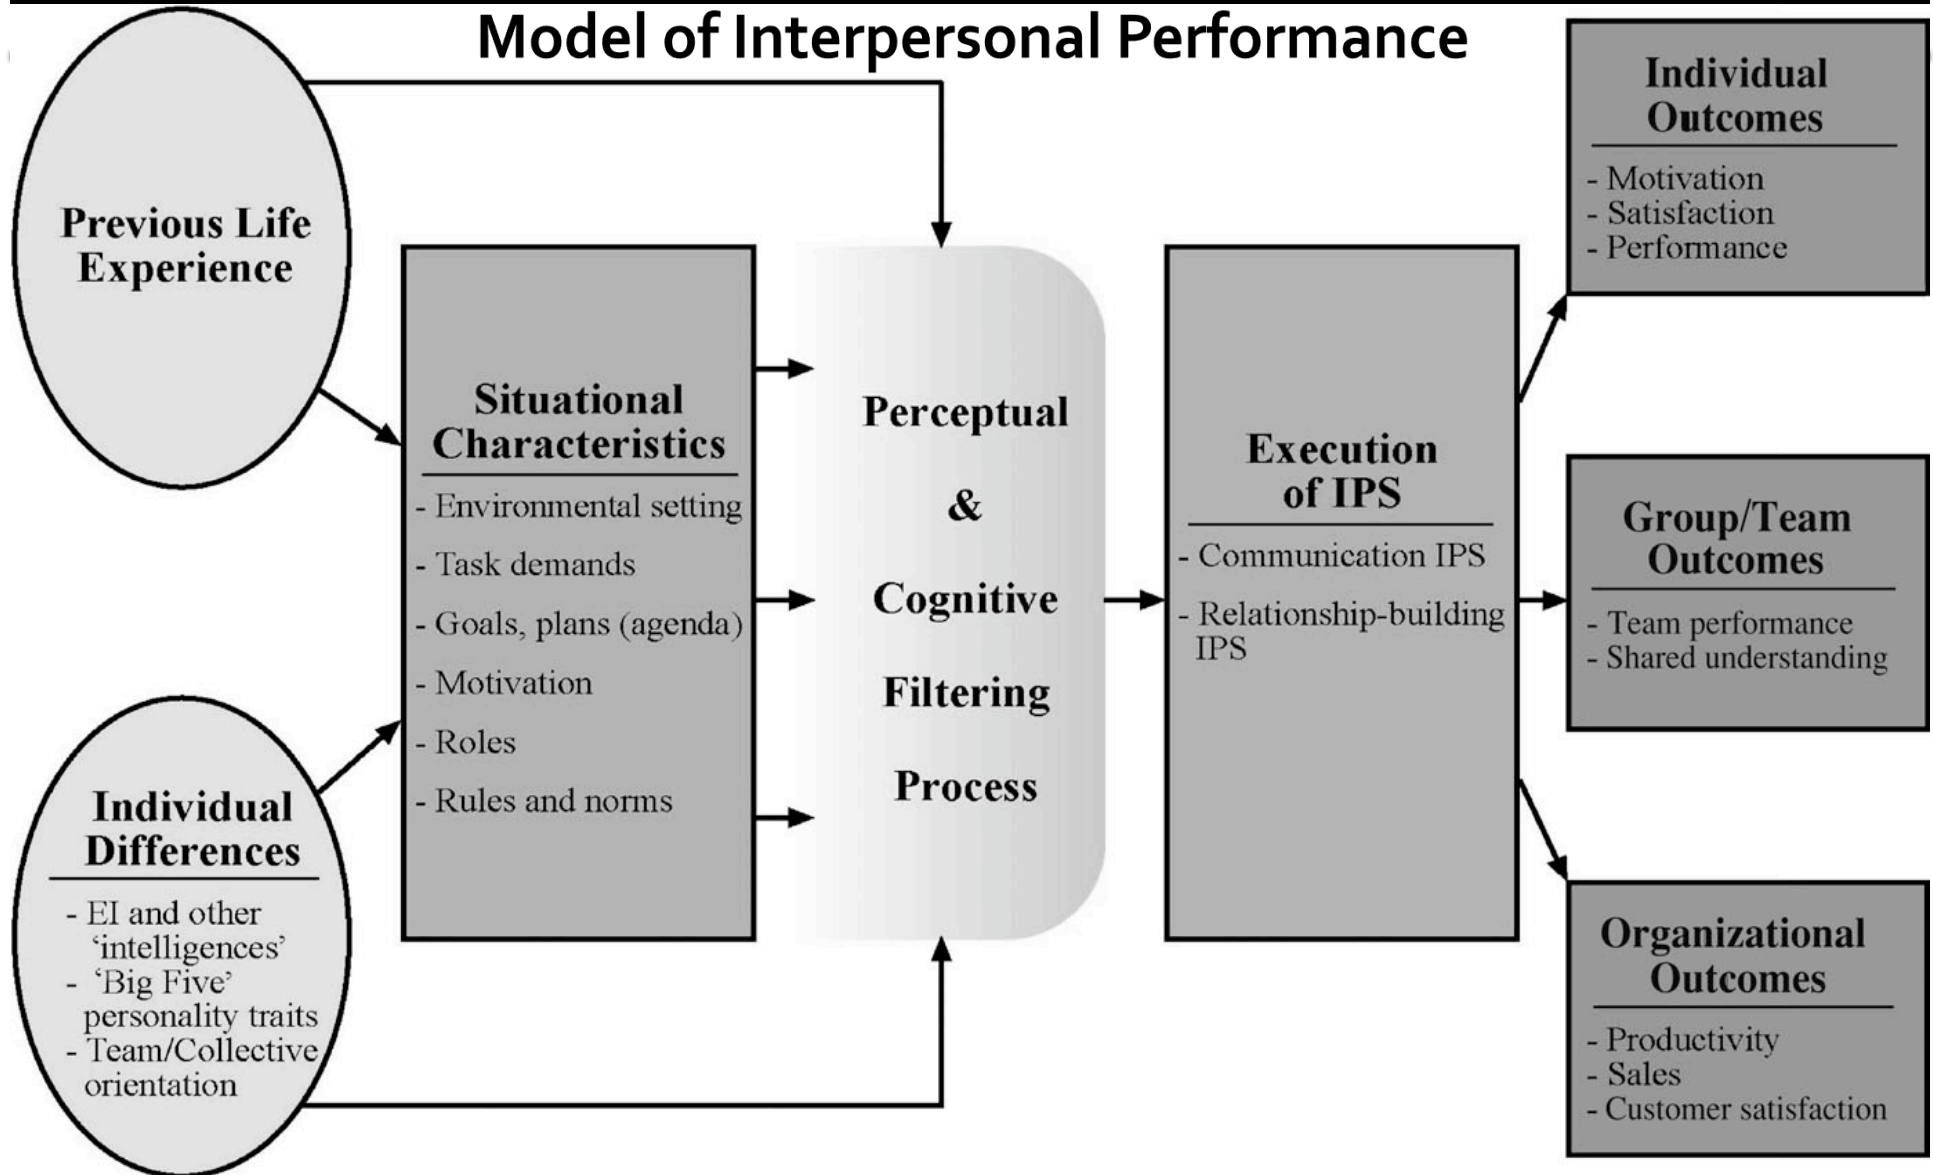 Model of Interpersonal Performance
Previous Life
Experience
Individual
Differences
- EI and other
‘intelligences’
- ‘Big Five’
personality traits
- Team/Collective
orientation
Situational
Characteristics
- Environmental setting
- Task demands
- Goals, plans (agenda)
- Motivation
- Roles
- Rules and norms
Perceptual
&
Cognitive
Filtering
Process
Execution
of IPS
- Communication IPS
- Relationship-building
IPS
Individual
Outcomes
- Motivation
- Satisfaction
- Performance
Group/Team
Outcomes
- Team performance
- Shared understanding
Organizational
Outcomes
- Productivity
- Sales
- Customer satisfaction